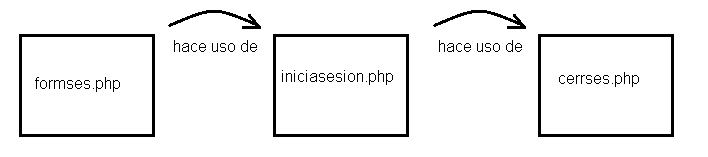 hace uso de
hace uso de
formses.php
iniciasesion.php
cerrses.php